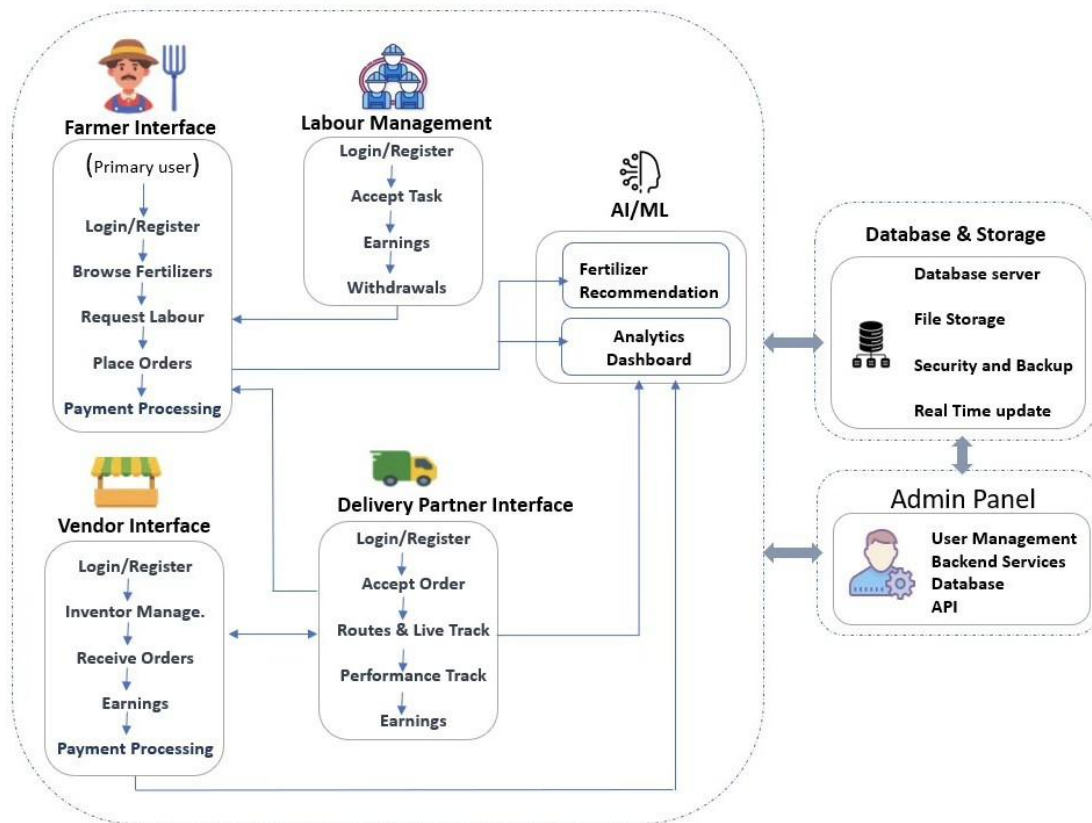 Farmer Interface
(Primary user)
Login/Register
Browse Fertilizers
Request Labour
Place Orders
Payment Processing
Labour Management
Login/Register
Accept Task
Earnings
Withdrawals
AI/ML
Fertilizer
Recommendation
Analytics
Dashboard
Vendor Interface
Login/Register
Inventor Manage.
Receive Orders
Earnings
Payment Processing
Delivery Partner Interface
Login/Register
Accept Order
Routes & Live Track
Performance Track
Earnings
Database & Storage
Database server
File Storage
Security and Backup
Real Time update
Admin Panel
User Management
Backend Services
Database
API